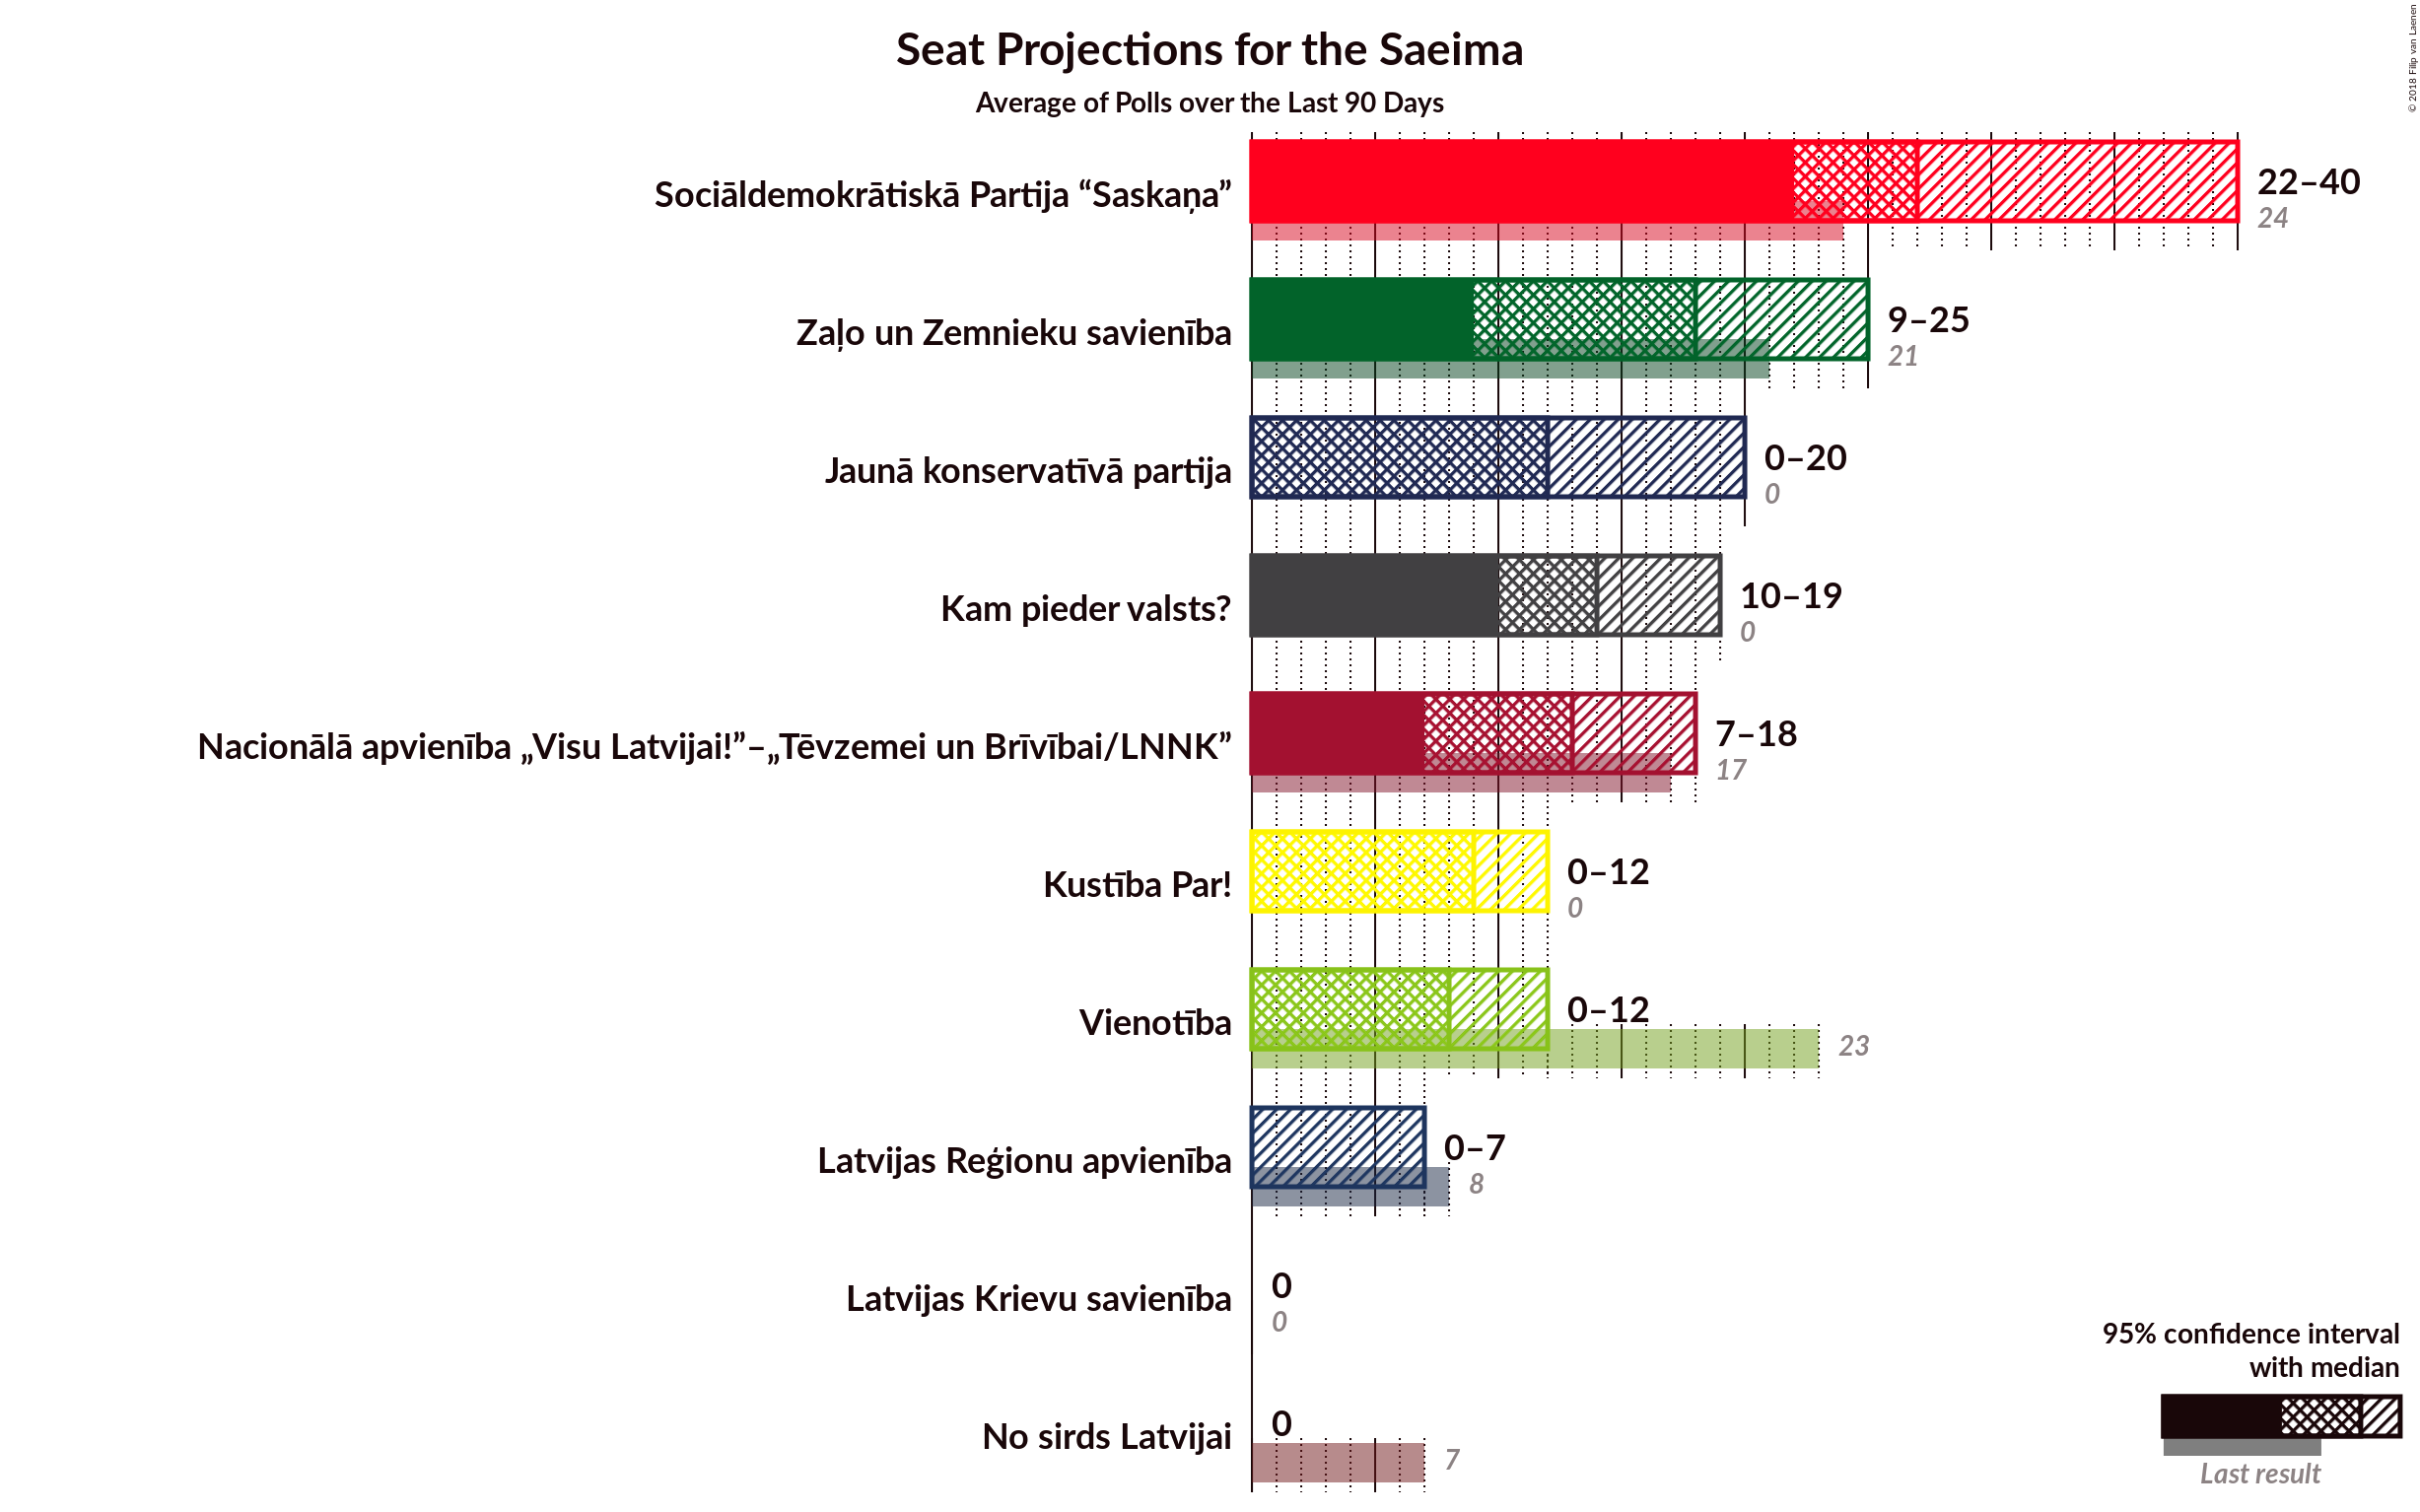 Seat Projections for the Saeima
Average of Polls over the Last 90 Days
© 2018 Filip van Laenen
Sociāldemokrātiskā Partija “Saskaņa”
22–40
24
Zaļo un Zemnieku savienība
9–25
21
Jaunā konservatīvā partija
0–20
0
Kam pieder valsts?
10–19
0
Nacionālā apvienība „Visu Latvijai!”–„Tēvzemei un Brīvībai/LNNK”
7–18
17
Kustība Par!
0–12
0
Vienotība
0–12
23
Latvijas Reģionu apvienība
0–7
8
Latvijas Krievu savienība
0
0
No sirds Latvijai
0
7
95% confidence interval
with median
Last result